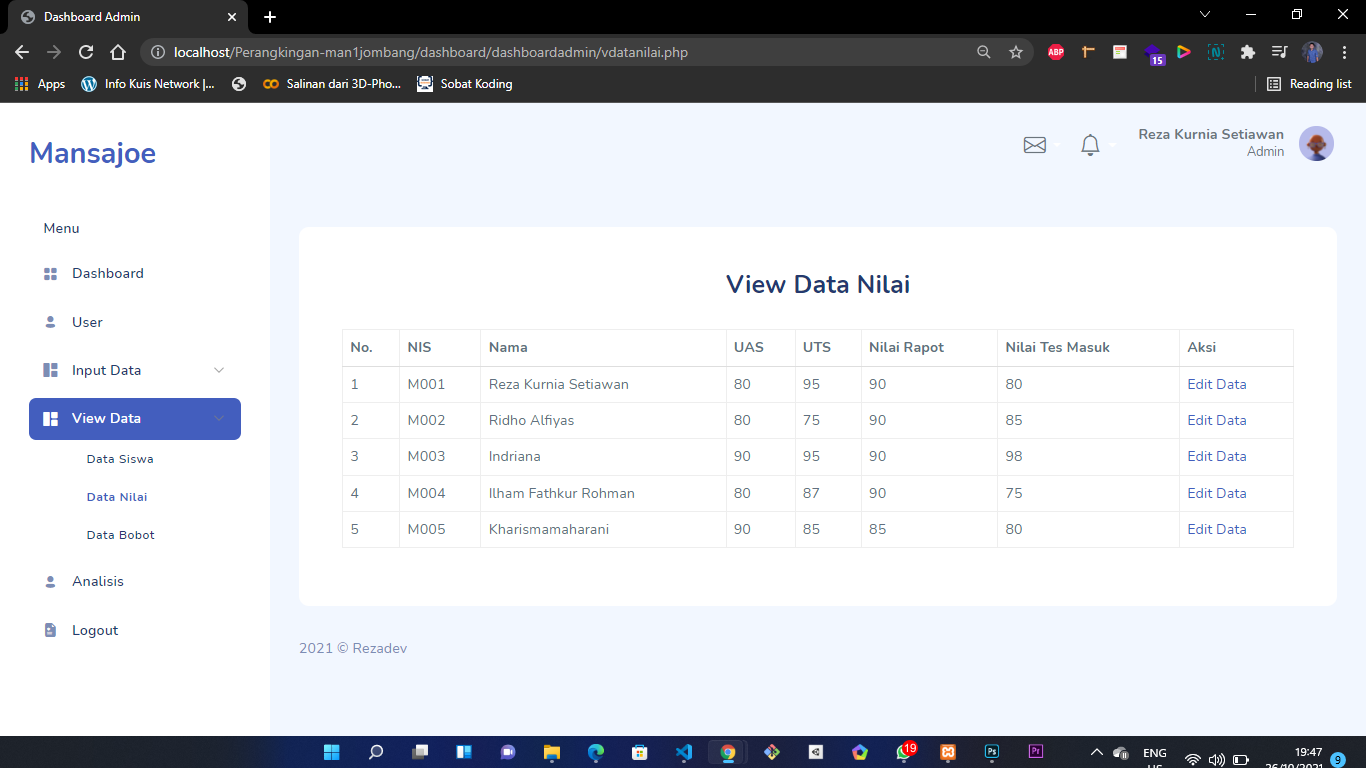 Dashboard Admin
localhost/Perangkingan-man1jombang/dashboard/dashboardadmin/vdatanilai.php
ABP
15
N
Apps
Info Kuis Network |...
Salinan dari 3D-Pho...
Sobat Koding
Reading list
Mansajoe
Reza Kurnia Setiawan
Admin
Menu
Dashboard
User
Input Data
View Data
Data Siswa
Data Nilai
Data Bobot
Analisis
Logout
View Data Nilai
No. NIS Nama UAS UTS Nilai Rapot Nilai Tes Masuk Aksi
1 M001 Reza Kurnia Setiawan 80 95 90 80 Edit Data
2 M002 Ridho Alfiyas 80 75 90 85 Edit Data
3 M003 Indriana 90 95 90 98 Edit Data
4 M004 Ilham Fathkur Rohman 80 87 90 75 Edit Data
5 M005 Kharismamaharani 90 85 85 80 Edit Data
2021 © Rezadev
19
Ps
Pr
ENG
US
19:47
26/10/2021
9